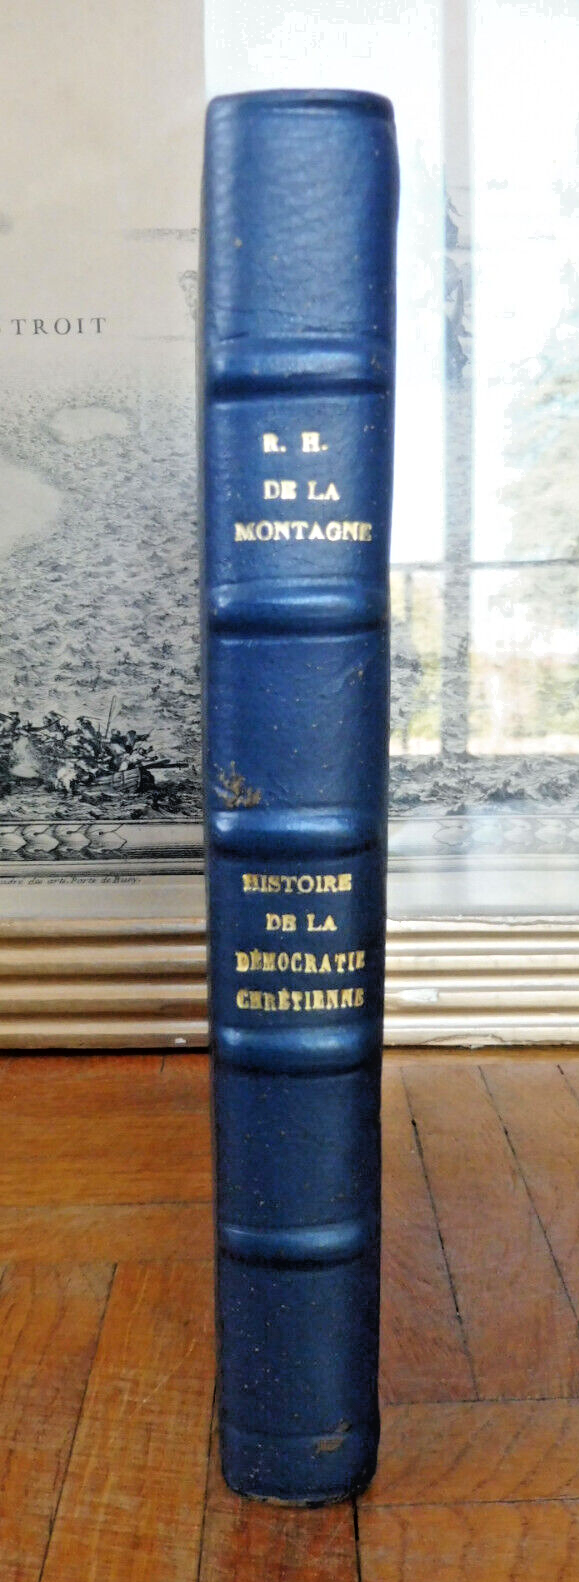 TROIT
R. H.
DE LA
MONTAGNE
HISTOIRE
DE LA
DÉMOCRATIE
CHRÉTIENNE